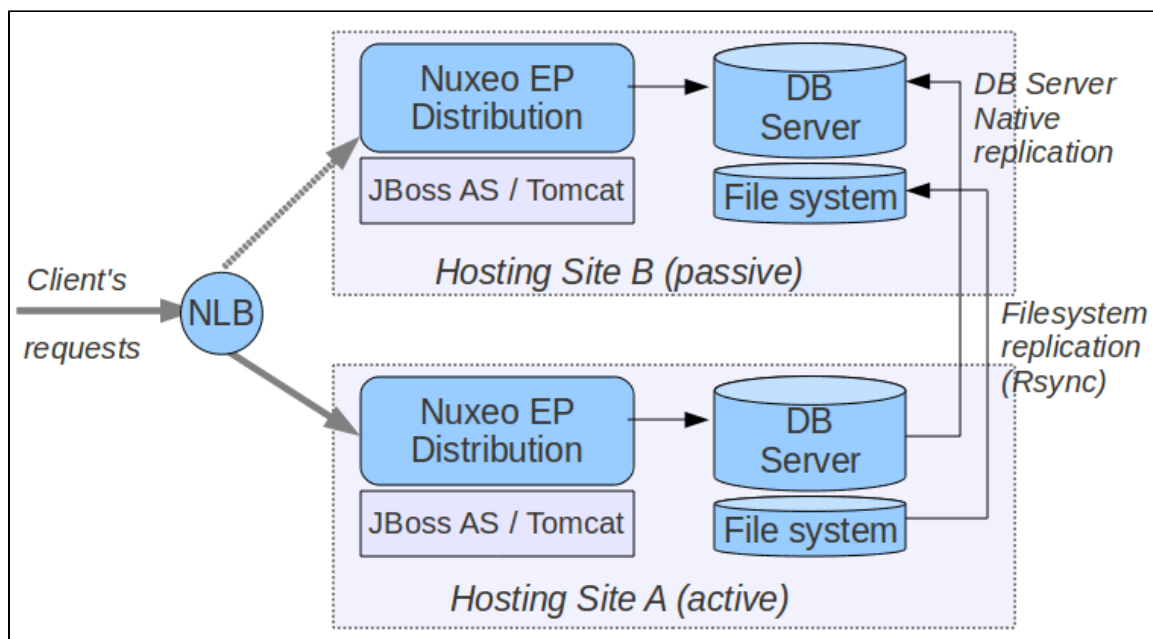 Nuxeo EP
Distribution
DB
Server
JBoss AS / Tomcat
File system
Hosting Site B (passive)
DB Server
Native
replication
Client's
requests
NLB
Filesystem
replication
(Rsync)
Nuxeo EP
Distribution
DB
Server
JBoss AS / Tomcat
File system
Hosting Site A (active)